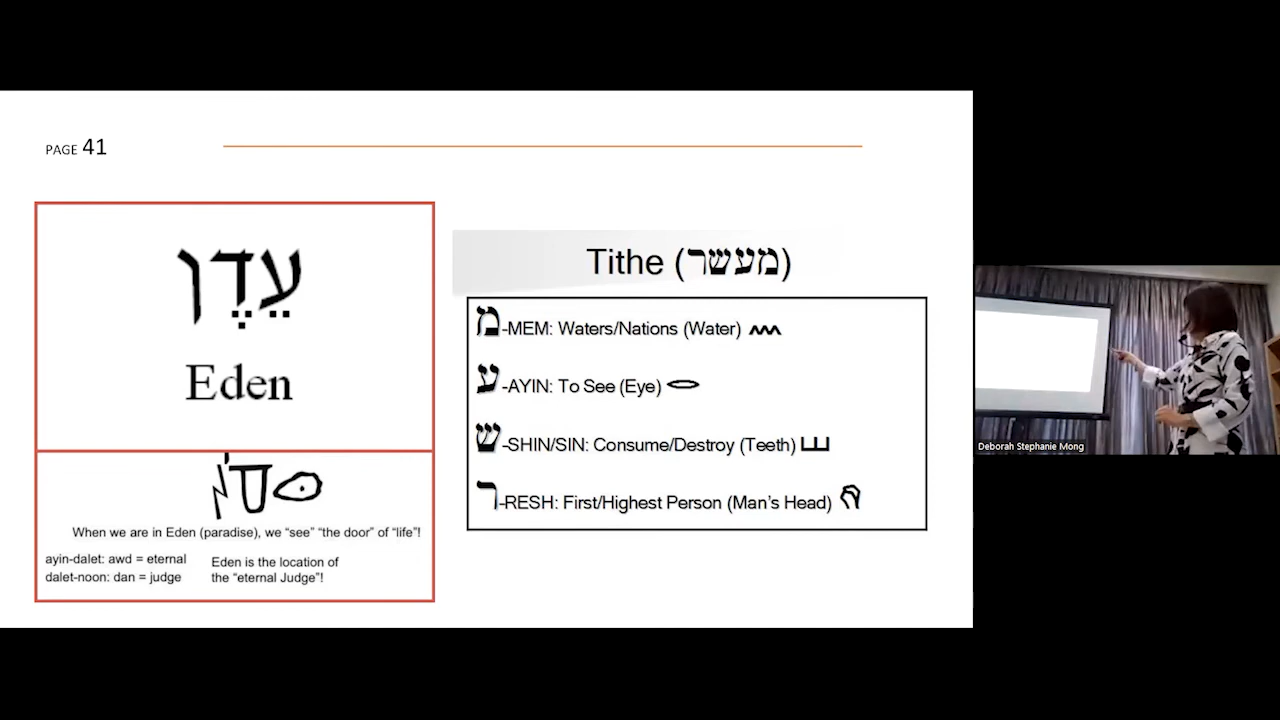 PAGE 41
עֵדֶן
Eden
When we are in Eden (paradise), we “see” “the door” of “life”!
ayin-dalet: awd = eternal
dalet-noon: dan = judge
Eden is the location of
the “eternal Judge”!
Tithe (מעשר)
מ-MEM: Waters/Nations (Water)
ע-AYIN: To See (Eye)
ש-SHIN/SIN: Consume/Destroy (Teeth)
ר-RESH: First/Highest Person (Man’s Head)
Deborah Stephanie Mong